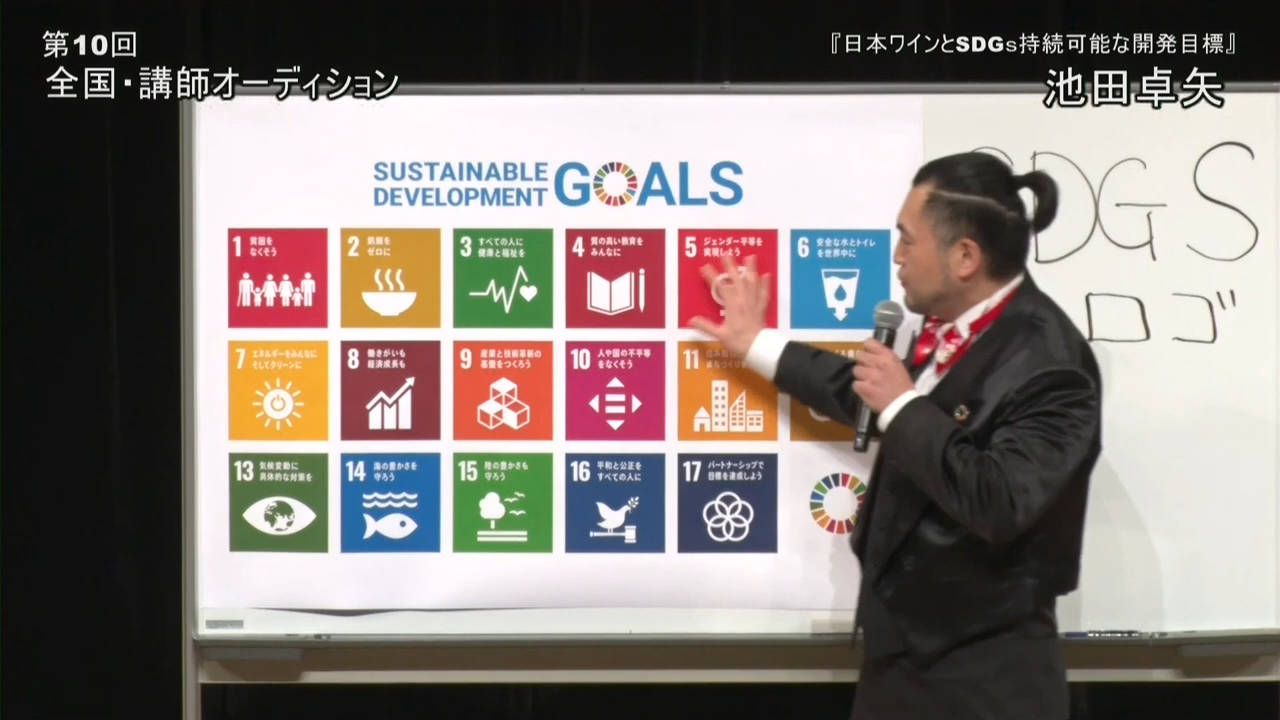 第10回
全国・講師オーディション
『日本ワインとSDGs持続可能な開発目標』
池田卓矢
SUSTAINABLE
DEVELOPMENT
GOALS
1 貧困を
なくそう
2 飢餓を
ゼロに
3 すべての人に
健康と福祉を
4 質の高い教育を
みんなに
5 ジェンダー平等を
実現しよう
6 安全な水とトイレ
を世界中に
7 エネルギーをみんなに
そしてクリーンに
8 働きがいも
経済成長も
9 産業と技術革新の
基盤をつくろう
10 人や国の不平等
をなくそう
11
13 気候変動に
具体的な対策を
14 海の豊かさを
守ろう
15 陸の豊かさも
守ろう
16 平和と公正を
すべての人に
17 パートナーシップで
目標を達成しよう
SDGS
ロゴ